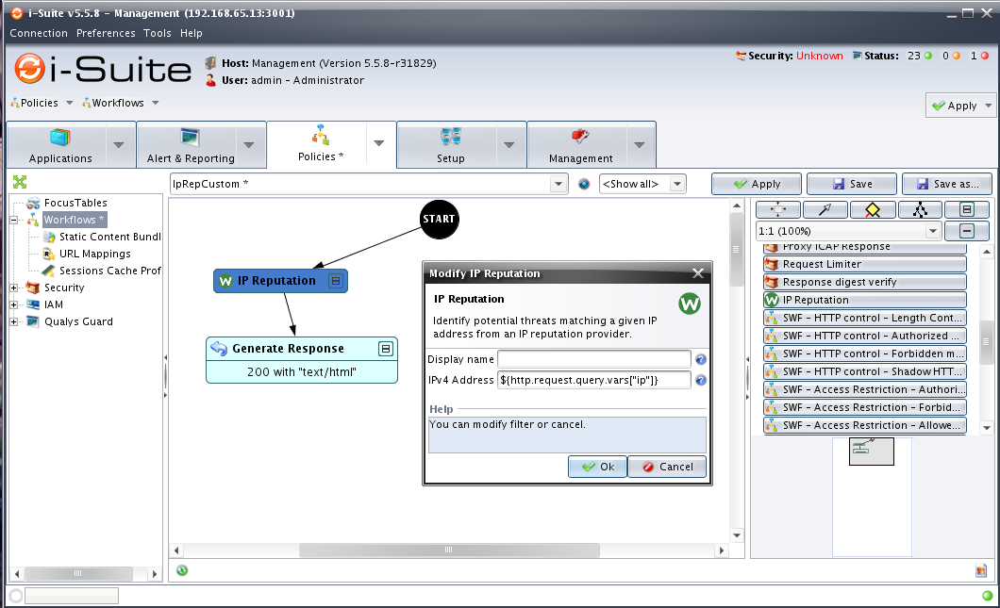 i-Suite v5.5.8 - Management (192.168.65.13:3001)
Connection Preferences Tools Help
i-Suite
Host: Management (Version 5.5.8-r31829)
User: admin - Administrator
Security: Unknown Status: 23 0 1
Policies Workflows
Apply
Applications Alert & Reporting Policies * Setup Management
IpRepCustom * <Show all> Apply Save Save as...
FocusTables
Workflows *
Static Content Bundl
URL Mappings
Sessions Cache Prof
Security
IAM
Qualys Guard
START
IP Reputation
Generate Response
200 with "text/html"
Modify IP Reputation
IP Reputation
Identify potential threats matching a given IP
address from an IP reputation provider.
Display name
IPv4 Address ${http.request.query.vars["ip"]}
Help
You can modify filter or cancel.
Ok Cancel
1:1 (100%)
Proxy ICAP Response
Request Limiter
Response digest verify
IP Reputation
SWF - HTTP control - Length Cont...
SWF - HTTP control - Authorized ...
SWF - HTTP control - Forbidden m...
SWF - HTTP control - Shadow HTT...
SWF - Access Restriction - Authori...
SWF - Access Restriction - Forbid...
SWF - Access Restriction - Allowe...